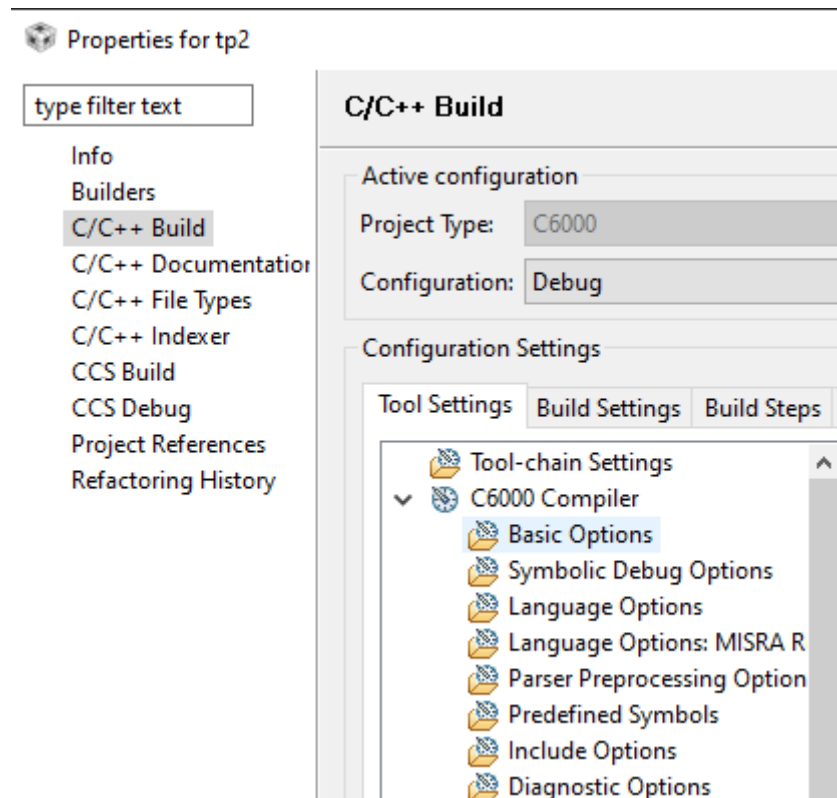 Properties for tp2
type filter text
Info
Builders
C/C++ Build
C/C++ Documentation
C/C++ File Types
C/C++ Indexer
CCS Build
CCS Debug
Project References
Refactoring History
C/C++ Build
Active configuration
Project Type: C6000
Configuration: Debug
Configuration Settings
Tool Settings Build Settings Build Steps
Tool-chain Settings
C6000 Compiler
Basic Options
Symbolic Debug Options
Language Options
Language Options: MISRA R
Parser Preprocessing Option
Predefined Symbols
Include Options
Diagnostic Options